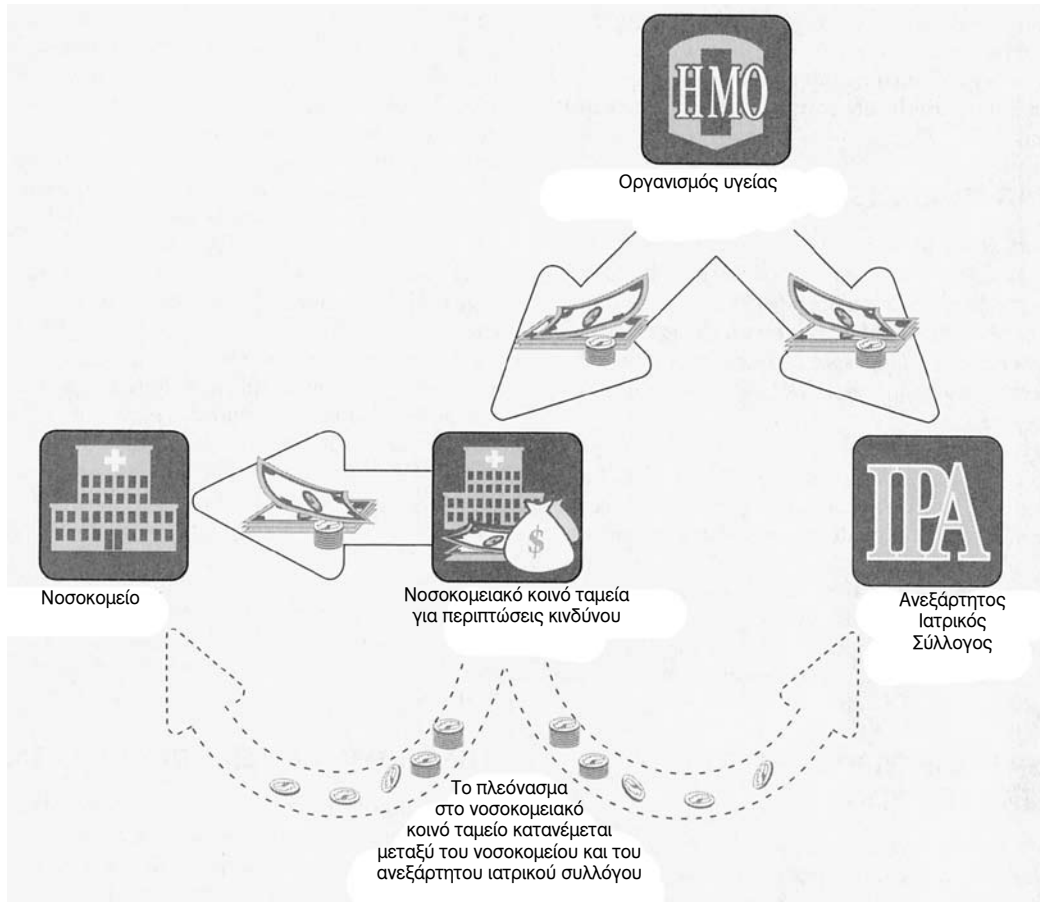 HMO
Οργανισμός υγείας
Νοσοκομείο
Νοσοκομειακό κοινό ταμεία
για περιπτώσεις κινδύνου
$
IPA
Ανεξάρτητος
Ιατρικός
Σύλλογος
Το πλεόνασμα
στο νοσοκομειακό
κοινό ταμείο κατανέμεται
μεταξύ του νοσοκομείου και του
ανεξάρτητου ιατρικού συλλόγου